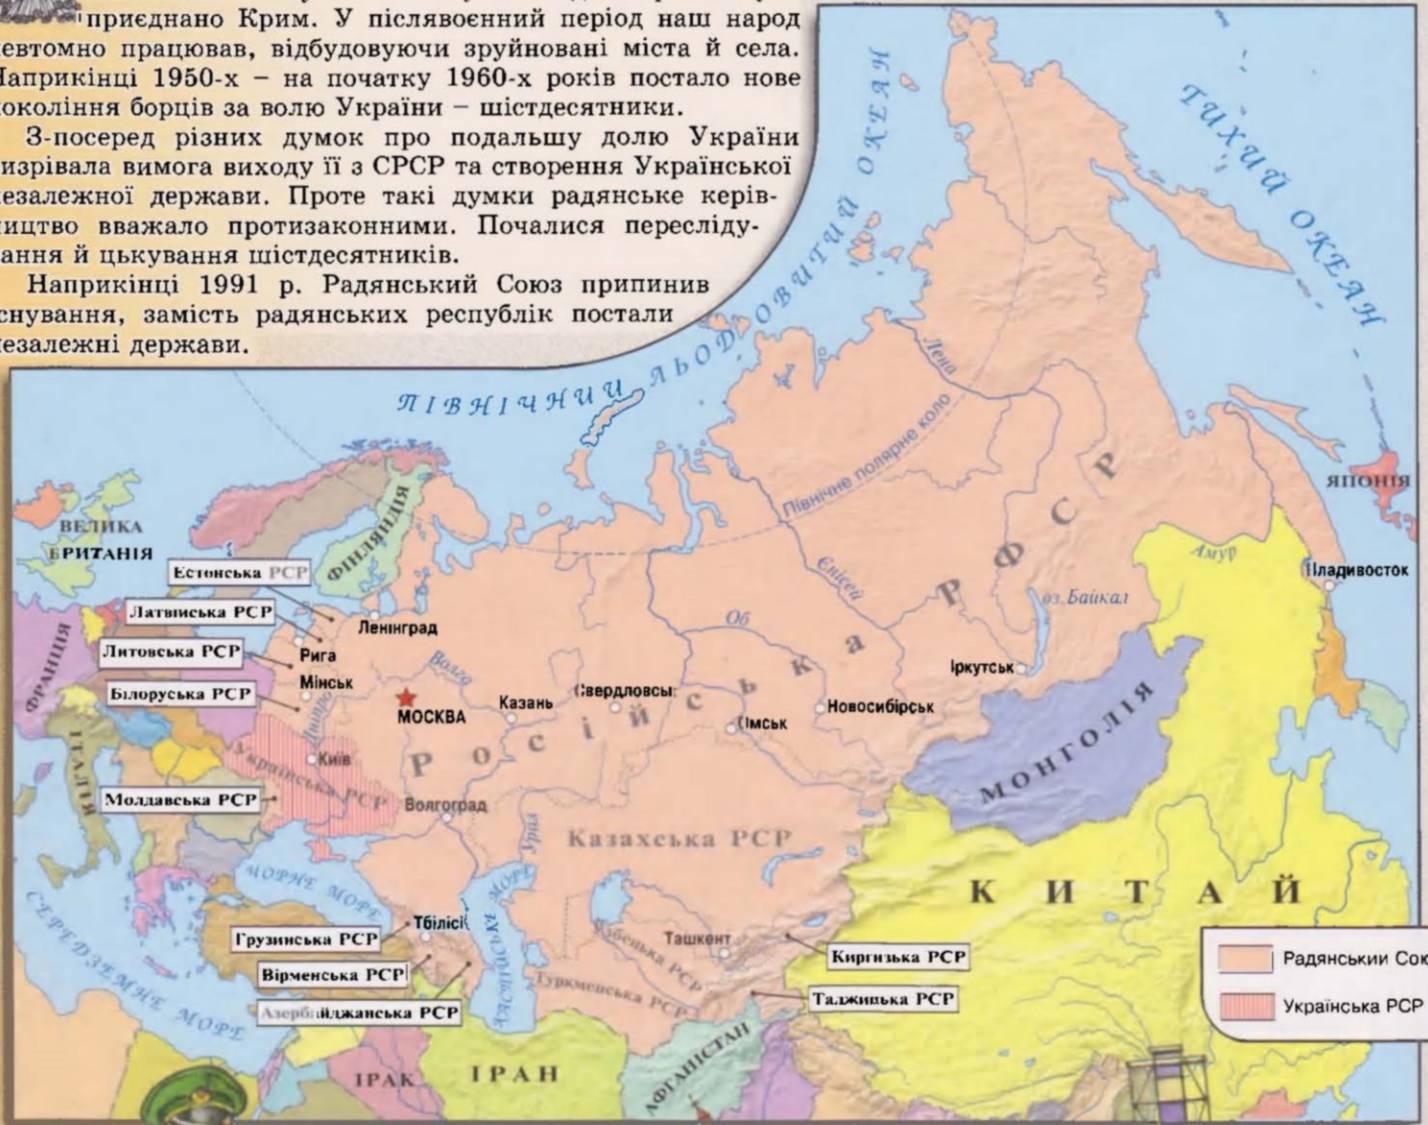 приєднано Крим. У післявоєнний період наш народ
евтомно працював, відбудовуючи зруйновані міста й села.
Наприкінці 1950-х – на початку 1960-х років постало нове
окоління борців за волю України – шістдесятники.
З-посеред різних думок про подальшу долю України
изрівала вимога виходу її з СРСР та створення Української
езалежної держави. Проте такі думки радянське керів-
ництво вважало протизаконними. Почалися пересліду-
ання й цькування шістдесятників.
Наприкінці 1991 р. Радянський Союз припинив
снування, замість радянських республік постали
езалежні держави.
ПІВНІЧНИЙ ЛЬОДОВИТИЙ ОКЕАН
ТИХИЙ ОКЕАН
Лена
Північне полярне коло
ЯПОНІЯ
ВЕЛИКА
БРИТАНІЯ
ФІНЛЯНДІЯ
Естонська РСР
Латвійська РСР
Литовська РСР
Білоруська РСР
Ленінград
Рига
Мінськ
ФРАНЦІЯ
ІТАЛІЯ
Волга
МОСКВА
Казань
Свердловсь
Об
Єнісей
Омськ
Новосибірськ
Іркутськ
оз. Байкал
Амур
Владивосток
Російська РФСР
Дніпро
Київ
Українська РСР
Молдавська РСР
Волгоград
Урал
Казахська РСР
МОНГОЛІЯ
КИТАЙ
ЧОРНЕ МОРЕ
СЕРЕДЗЕМНЕ МОРЕ
КАСПІЙСЬКЕ МОРЕ
Тбілісі
Грузинська РСР
Вірменська РСР
Азербайджанська РСР
Узбецька РСР
Ташкент
Туркменська РСР
Киргизька РСР
Таджицька РСР
ІРАК
ІРАН
АФГАНІСТАН
Радянський Сою
Українська РСР